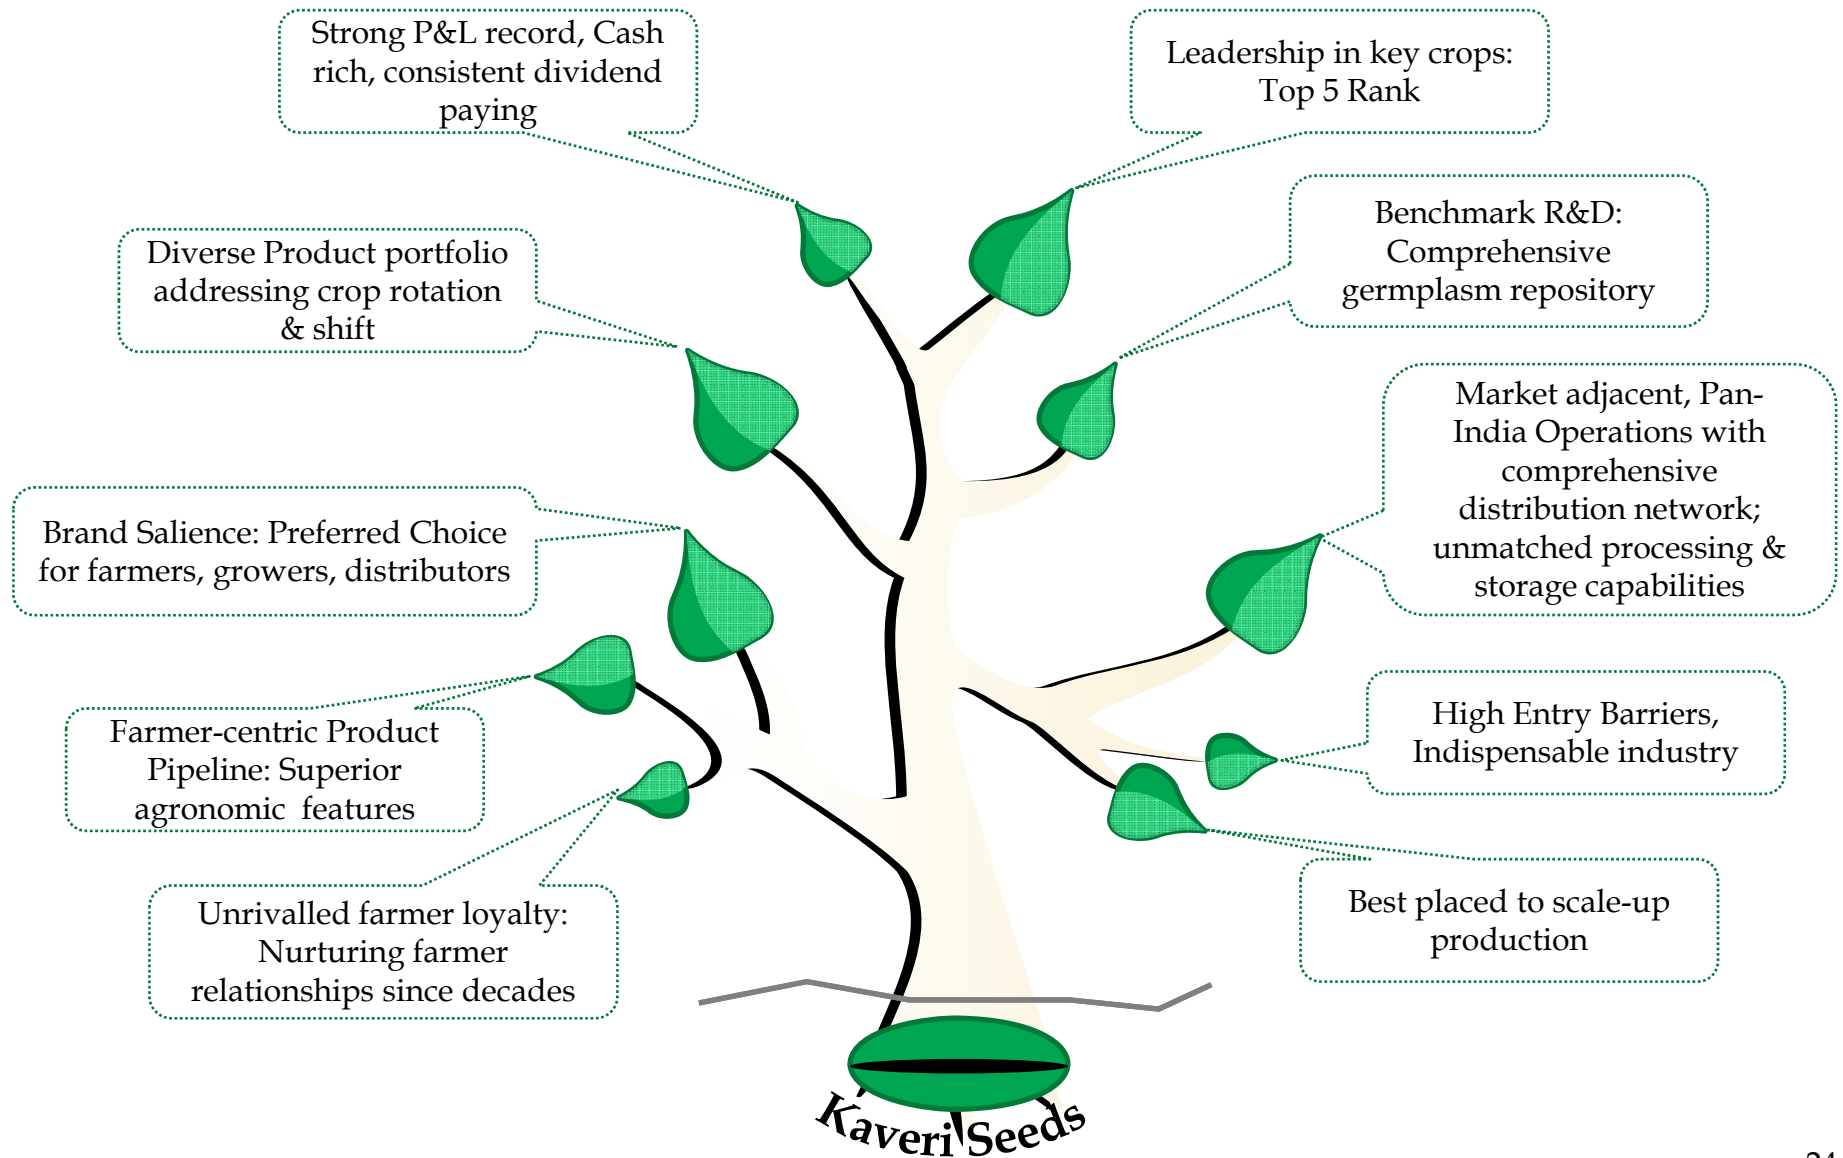 Strong P&L record, Cash
rich, consistent dividend
paying
Leadership in key crops:
Top 5 Rank
Benchmark R&D:
Comprehensive
germplasm repository
Diverse Product portfolio
addressing crop rotation
& shift
Market adjacent, Pan-
India Operations with
comprehensive
distribution network;
unmatched processing &
storage capabilities
Brand Salience: Preferred Choice
for farmers, growers, distributors
High Entry Barriers,
Indispensable industry
Farmer-centric Product
Pipeline: Superior
agronomic features
Best placed to scale-up
production
Unrivalled farmer loyalty:
Nurturing farmer
relationships since decades
Kaveri Seeds